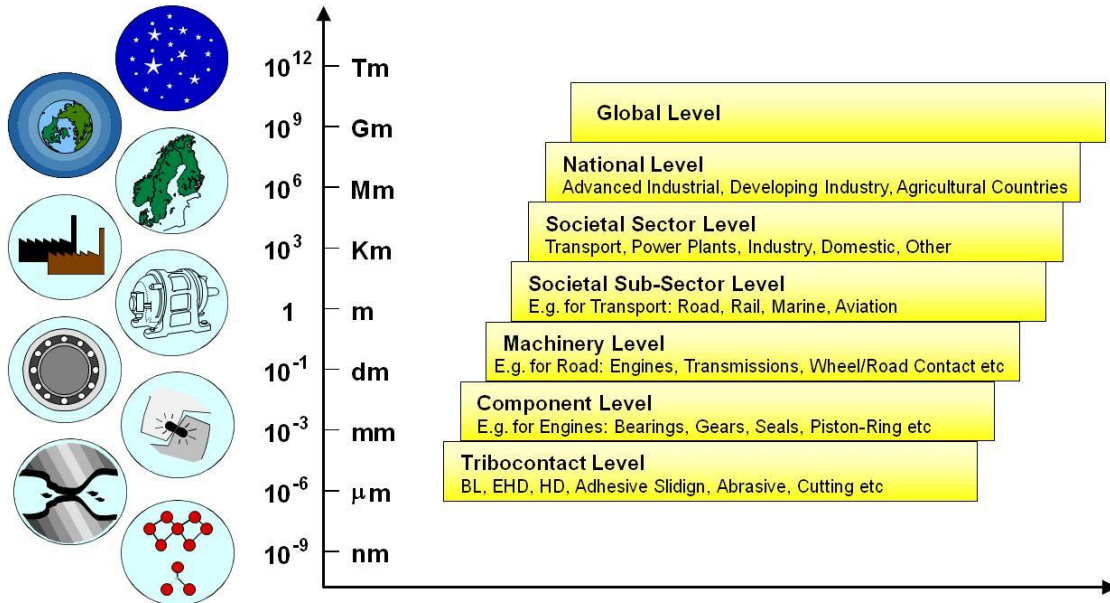 10^12 Tm
Global Level
10^9 Gm
National Level
Advanced Industrial, Developing Industry, Agricultural Countries
10^6 Mm
Societal Sector Level
Transport, Power Plants, Industry, Domestic, Other
10^3 Km
Societal Sub-Sector Level
E.g. for Transport: Road, Rail, Marine, Aviation
1 m
Machinery Level
E.g. for Road: Engines, Transmissions, Wheel/Road Contact etc
10^-1 dm
Component Level
E.g. for Engines: Bearings, Gears, Seals, Piston-Ring etc
10^-3 mm
Tribocontact Level
BL, EHD, HD, Adhesive Slidign, Abrasive, Cutting etc
10^-6 μm
10^-9 nm